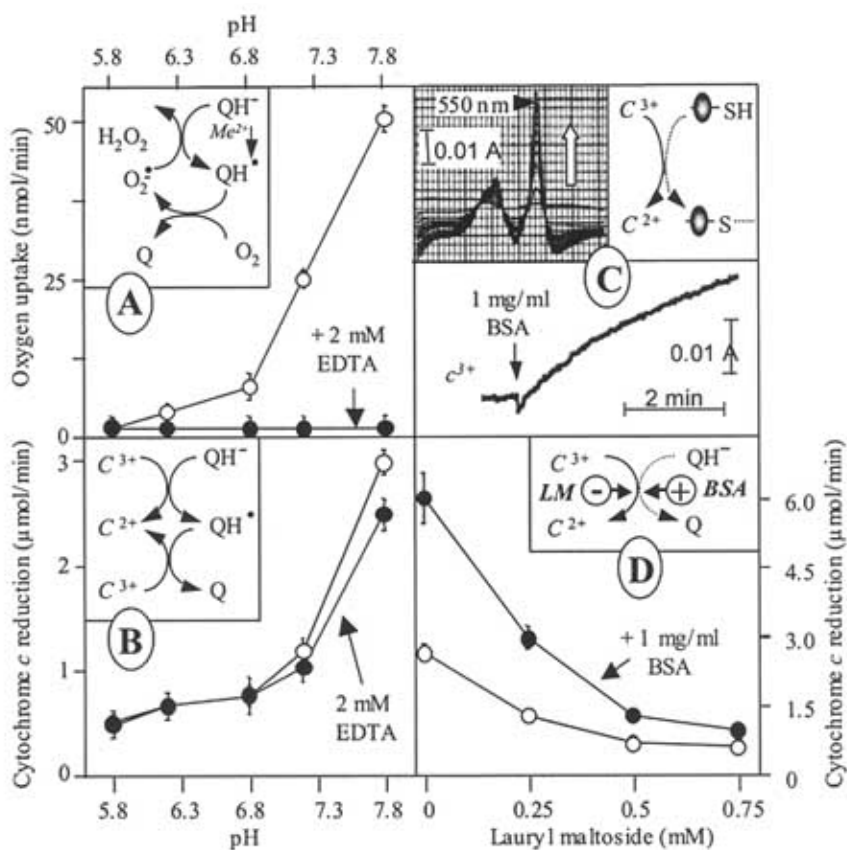 pH
5.8 6.3 6.8 7.3 7.8
Oxygen uptake (nmol/min)
50
25
0
QH⁻
H₂O₂
Me²⁺
O₂•⁻
QH•
Q
O₂
A
+ 2 mM
EDTA
550 nm
0.01 A
C³⁺
SH
C²⁺
S
C
1 mg/ml
BSA
c³⁺
0.01 A
2 min
Cytochrome c reduction (μmol/min)
3
2
1
0
C³⁺
QH⁻
C²⁺
QH•
C³⁺
Q
B
2 mM
EDTA
5.8 6.3 6.8 7.3 7.8
pH
C³⁺
QH⁻
LM
-
+
BSA
C²⁺
Q
D
+ 1 mg/ml
BSA
6.0
4.5
3.0
1.5
0
Cytochrome c reduction (μmol/min)
0 0.25 0.5 0.75
Lauryl maltoside (mM)